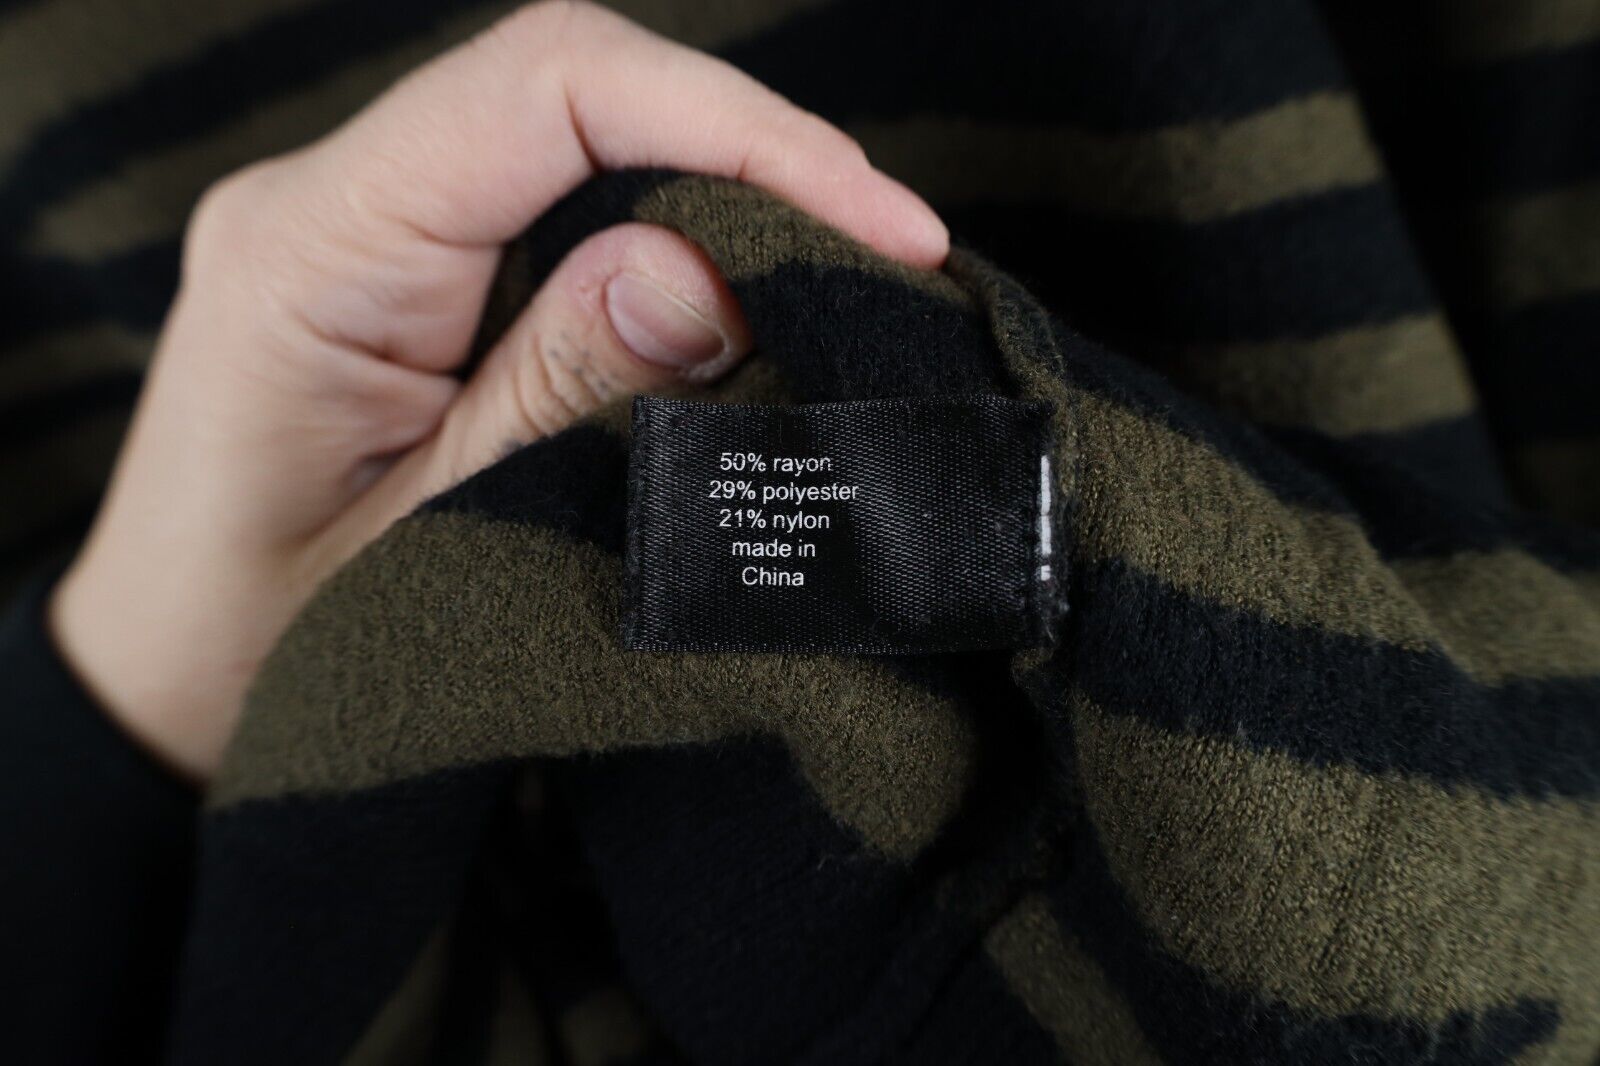 50% rayon
29% polyester
21% nylon
made in
China